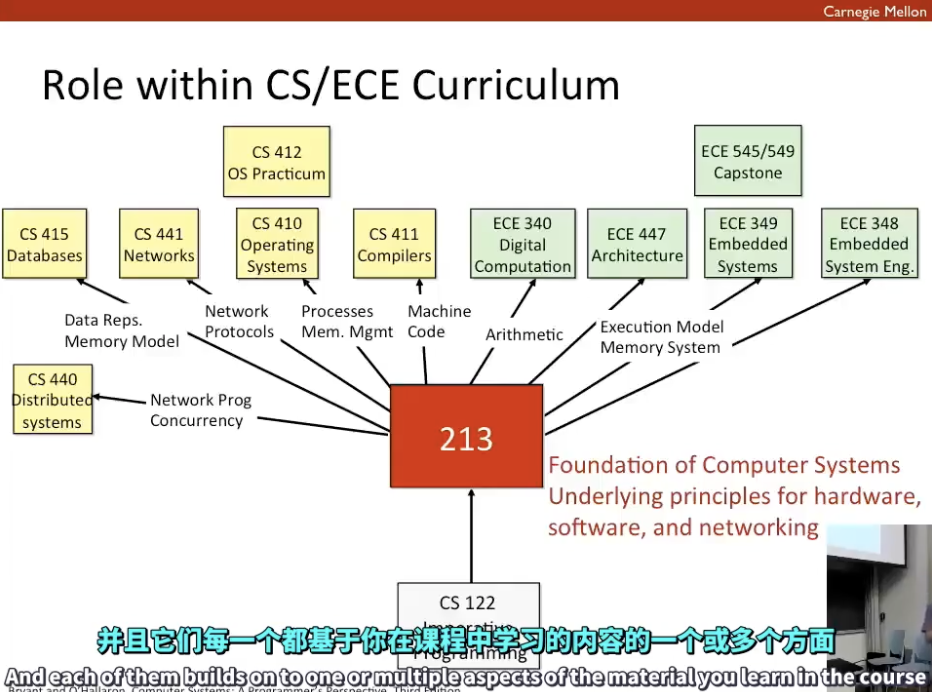 Carnegie Mellon
Role within CS/ECE Curriculum
CS 412
OS Practicum
ECE 545/549
Capstone
CS 415
Databases
CS 441
Networks
CS 410
Operating
Systems
CS 411
Compilers
ECE 340
Digital
Computation
ECE 447
Architecture
ECE 349
Embedded
Systems
ECE 348
Embedded
System Eng.
Data Reps.
Memory Model
Network
Protocols
Processes
Mem. Mgmt
Machine
Code
Arithmetic
Execution Model
Memory System
CS 440
Distributed
systems
Network Prog
Concurrency
213
Foundation of Computer Systems
Underlying principles for hardware,
software, and networking
CS 122
Imperative
Programming
并且它们每一个都基于你在课程中学习的内容的一个或多个方面
And each of them builds on to one or multiple aspects of the material you learn in the course
Bryant and O'Hallaron, Computer Systems: A Programmer's Perspective, Third Edition